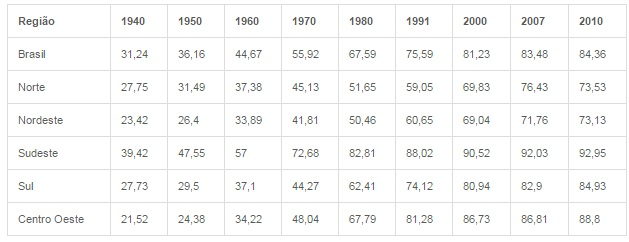 Região 1940 1950 1960 1970 1980 1991 2000 2007 2010
Brasil 31,24 36,16 44,67 55,92 67,59 75,59 81,23 83,48 84,36
Norte 27,75 31,49 37,38 45,13 51,65 59,05 69,83 76,43 73,53
Nordeste 23,42 26,4 33,89 41,81 50,46 60,65 69,04 71,76 73,13
Sudeste 39,42 47,55 57 72,68 82,81 88,02 90,52 92,03 92,95
Sul 27,73 29,5 37,1 44,27 62,41 74,12 80,94 82,9 84,93
Centro Oeste 21,52 24,38 34,22 48,04 67,79 81,28 86,73 86,81 88,8